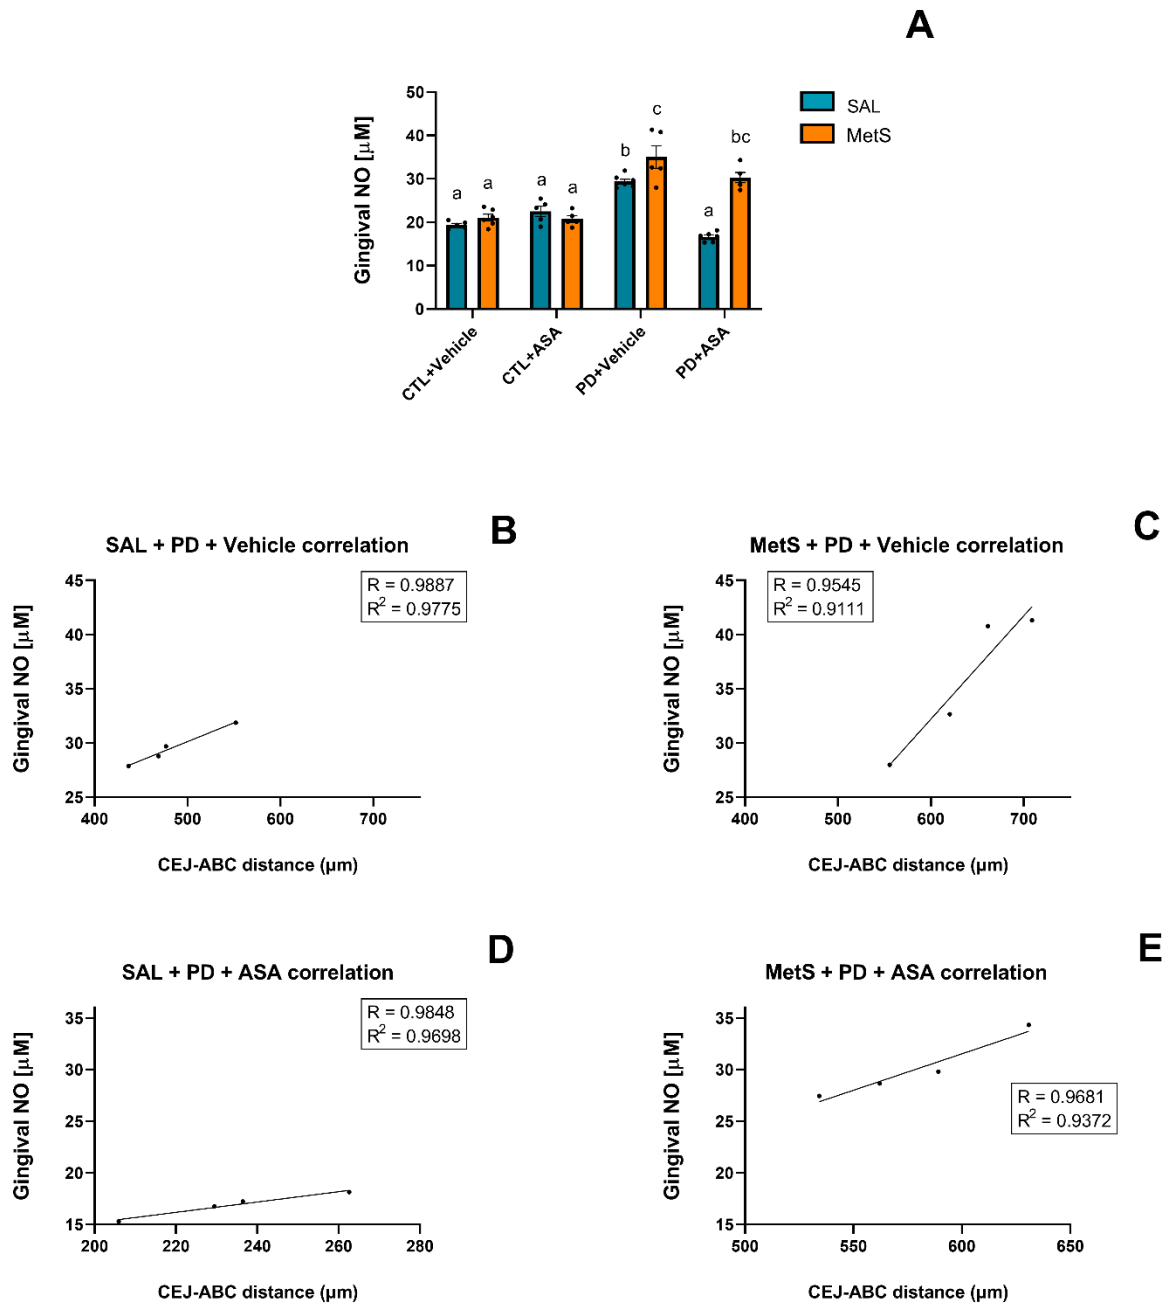 A
Gingival NO [μM]
50
40
30
20
10
0
a
a
a
a
b
c
a
bc
SAL
MetS
CTL+Vehicle
CTL+ASA
PD+Vehicle
PD+ASA
B
SAL + PD + Vehicle correlation
R = 0.9887
R² = 0.9775
Gingival NO [μM]
45
40
35
30
25
400
500
600
700
CEJ-ABC distance (μm)
C
MetS + PD + Vehicle correlation
R = 0.9545
R² = 0.9111
Gingival NO [μM]
45
40
35
30
25
400
500
600
700
CEJ-ABC distance (μm)
D
SAL + PD + ASA correlation
R = 0.9848
R² = 0.9698
Gingival NO [μM]
35
30
25
20
15
200
220
240
260
280
CEJ-ABC distance (μm)
E
MetS + PD + ASA correlation
R = 0.9681
R² = 0.9372
Gingival NO [μM]
35
30
25
20
15
500
550
600
650
CEJ-ABC distance (μm)